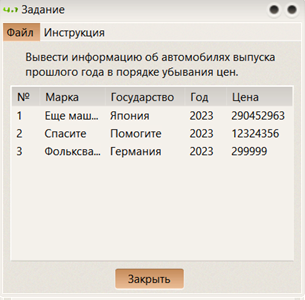 Задание
Файл Инструкция
Вывести информацию об автомобилях выпуска
прошлого года в порядке убывания цен.
№ Марка Государство Год Цена
1 Еще маш... Япония 2023 290452963
2 Спасите Помогите 2023 12324356
3 Фольксва... Германия 2023 299999
Закрыть